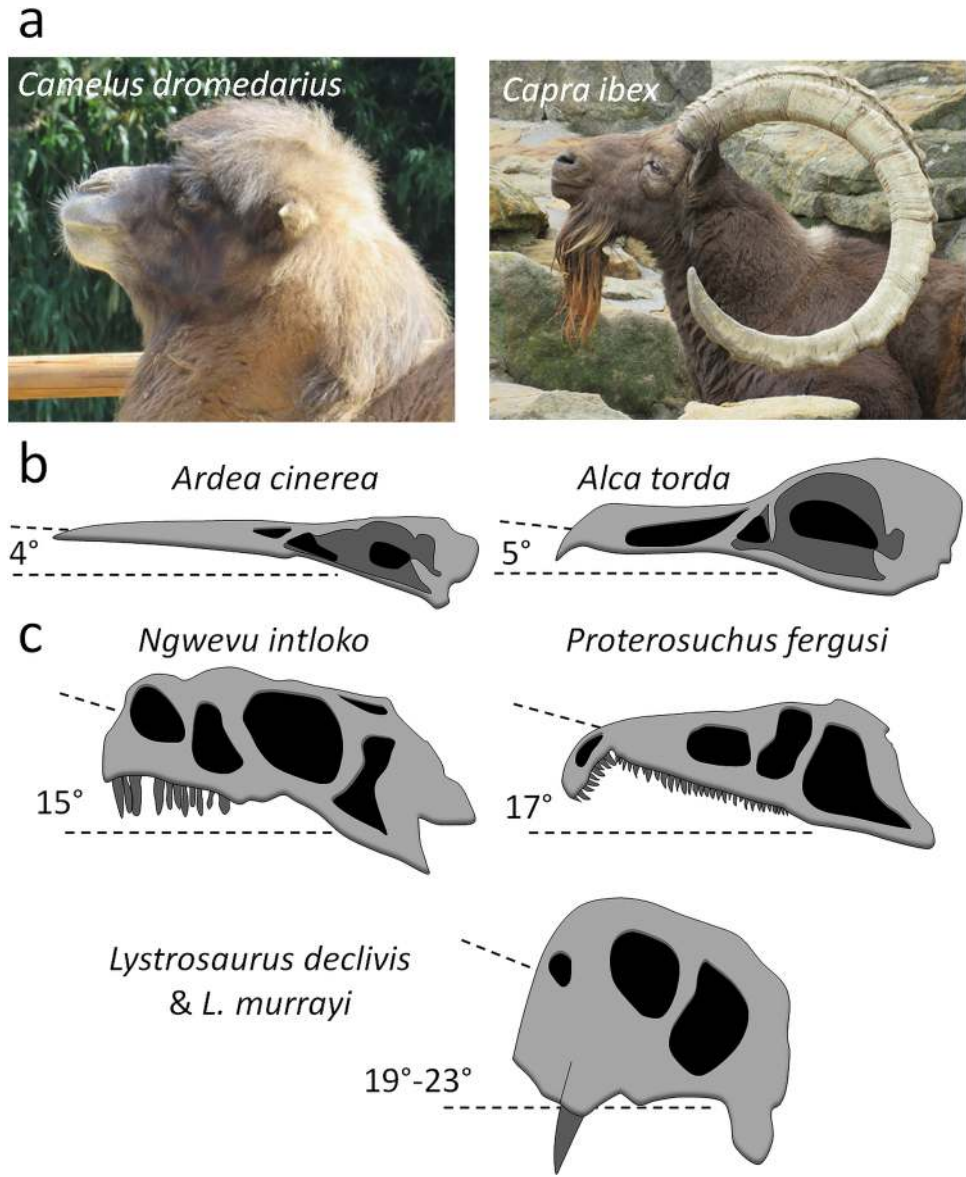 a
Camelus dromedarius
Capra ibex
b
Ardea cinerea
Alca torda
4°
5°
c
Ngwevu intloko
Proterosuchus fergusi
15°
17°
Lystrosaurus declivis
& L. murrayi
19°-23°